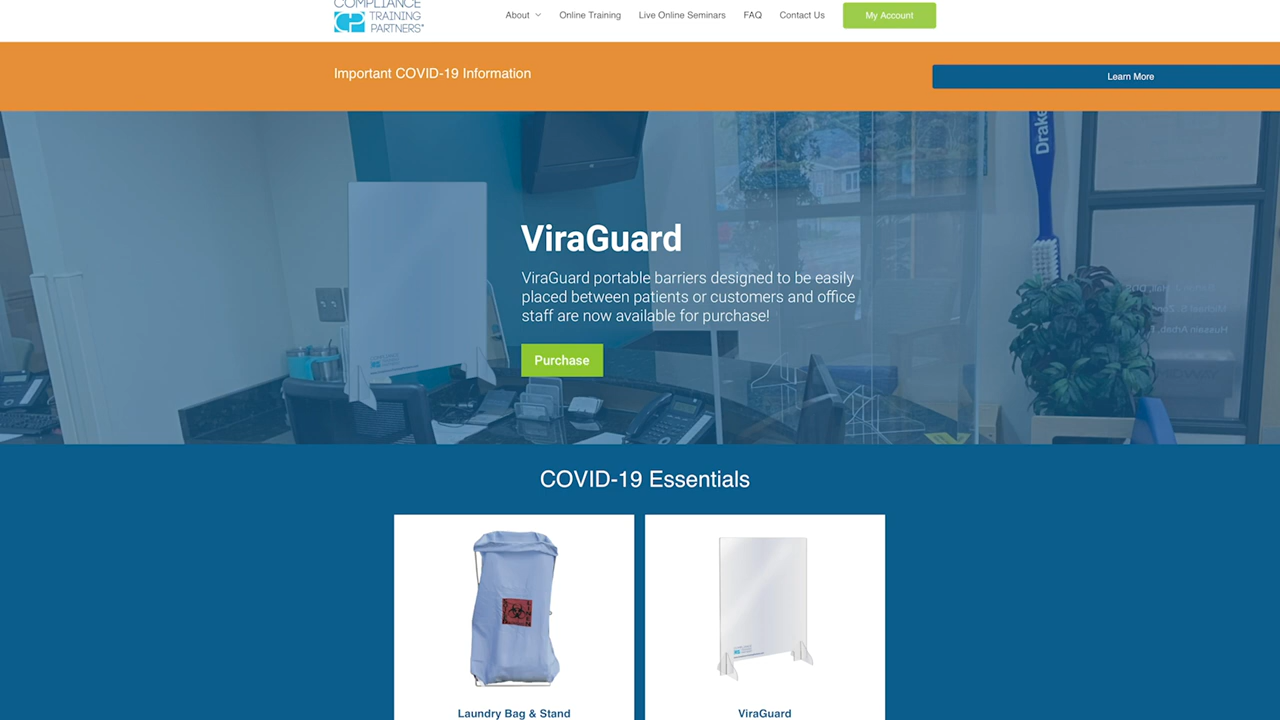 COMPLIANCE
TRAINING
PARTNERS
About
Online Training
Live Online Seminars
FAQ
Contact Us
My Account
Important COVID-19 Information
Learn More
Drake
ViraGuard
ViraGuard portable barriers designed to be easily
placed between patients or customers and office
staff are now available for purchase!
Purchase
COVID-19 Essentials
Laundry Bag & Stand
ViraGuard